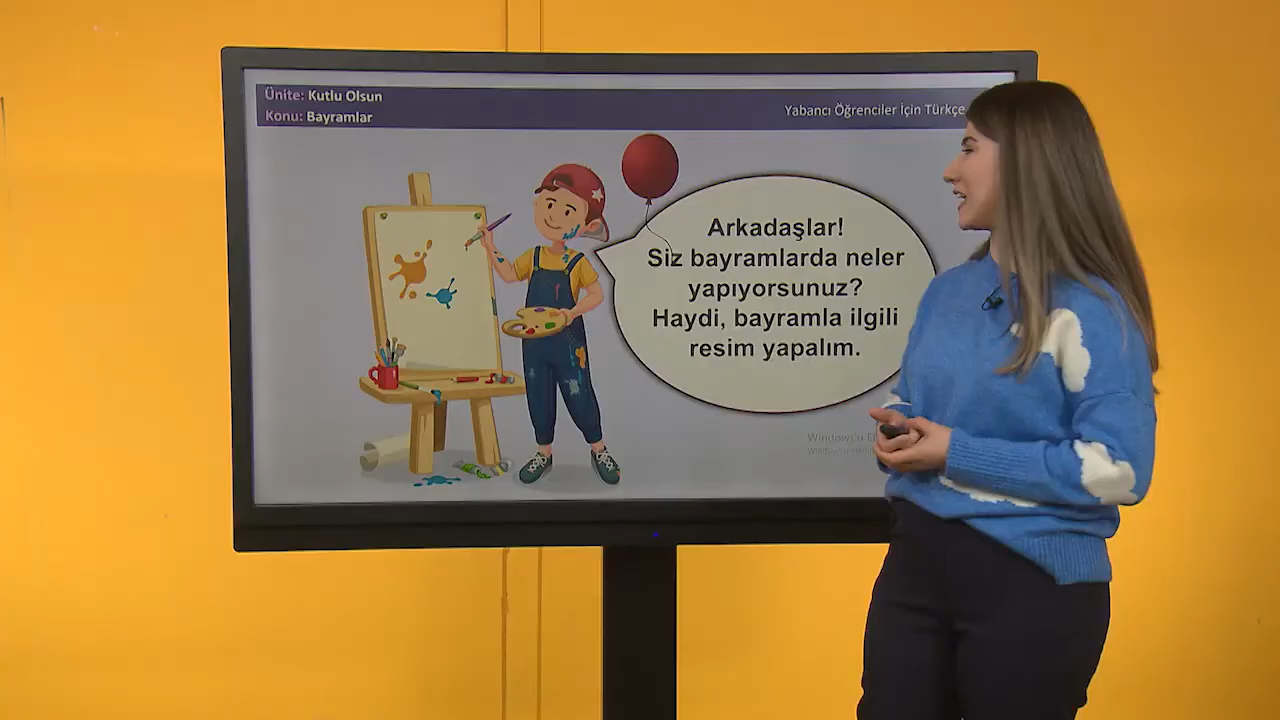 Ünite: Kutlu Olsun
Konu: Bayramlar
Yabancı Öğrenciler İçin Türkçe
Arkadaşlar!
Siz bayramlarda neler
yapıyorsunuz?
Haydi, bayramla ilgili
resim yapalım.
Windows'u